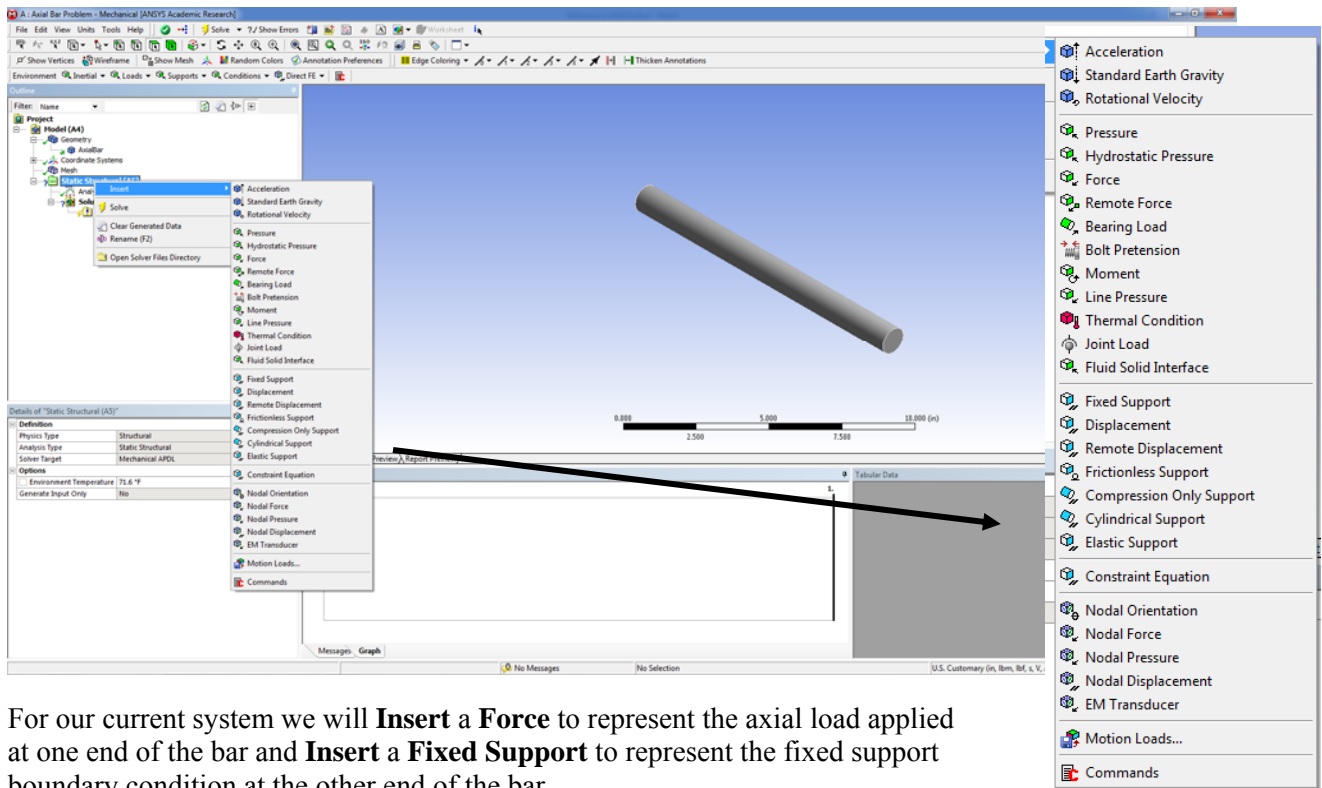 A : Axial Bar Problem - Mechanical [ANSYS Academic Research]
File Edit View Units Tools Help Solve ?/ Show Errors Worksheet
Show Vertices Wireframe Show Mesh Random Colors Annotation Preferences Edge Coloring Thicken Annotations
Environment Inertial Loads Supports Conditions Direct FE
Outline
Filter: Name
Project
Model (A4)
Geometry
AxialBar
Coordinate Systems
Mesh
Static Structural (A5)
Insert
Solve
Clear Generated Data
Rename (F2)
Open Solver Files Directory
Acceleration
Standard Earth Gravity
Rotational Velocity
Pressure
Hydrostatic Pressure
Force
Remote Force
Bearing Load
Bolt Pretension
Moment
Line Pressure
Thermal Condition
Joint Load
Fluid Solid Interface
Fixed Support
Displacement
Remote Displacement
Frictionless Support
Compression Only Support
Cylindrical Support
Elastic Support
Constraint Equation
Nodal Orientation
Nodal Force
Nodal Pressure
Nodal Displacement
EM Transducer
Motion Loads...
Commands
0.000 5.000 10.000 (in)
2.500 7.500
Details of "Static Structural (A5)"
Definition
Physics Type Structural
Analysis Type Static Structural
Solver Target Mechanical APDL
Options
Environment Temperature 71.6 °F
Generate Input Only No
Tabular Data
1.
Messages Graph
No Messages No Selection U.S. Customary (in, lbm, lbf, s, V,
Acceleration
Standard Earth Gravity
Rotational Velocity
Pressure
Hydrostatic Pressure
Force
Remote Force
Bearing Load
Bolt Pretension
Moment
Line Pressure
Thermal Condition
Joint Load
Fluid Solid Interface
Fixed Support
Displacement
Remote Displacement
Frictionless Support
Compression Only Support
Cylindrical Support
Elastic Support
Constraint Equation
Nodal Orientation
Nodal Force
Nodal Pressure
Nodal Displacement
EM Transducer
Motion Loads...
Commands
For our current system we will Insert a Force to represent the axial load applied
at one end of the bar and Insert a Fixed Support to represent the fixed support
boundary condition at the other end of the bar